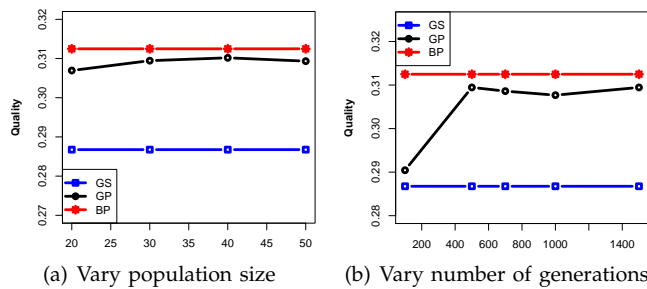 Quality
0.32
0.31
0.30
0.29
0.28
0.27
GS
GP
BP
20 25 30 35 40 45 50
(a) Vary population size
Quality
0.32
0.31
0.30
0.29
0.28
GS
GP
BP
200 400 600 800 1000 1400
(b) Vary number of generations